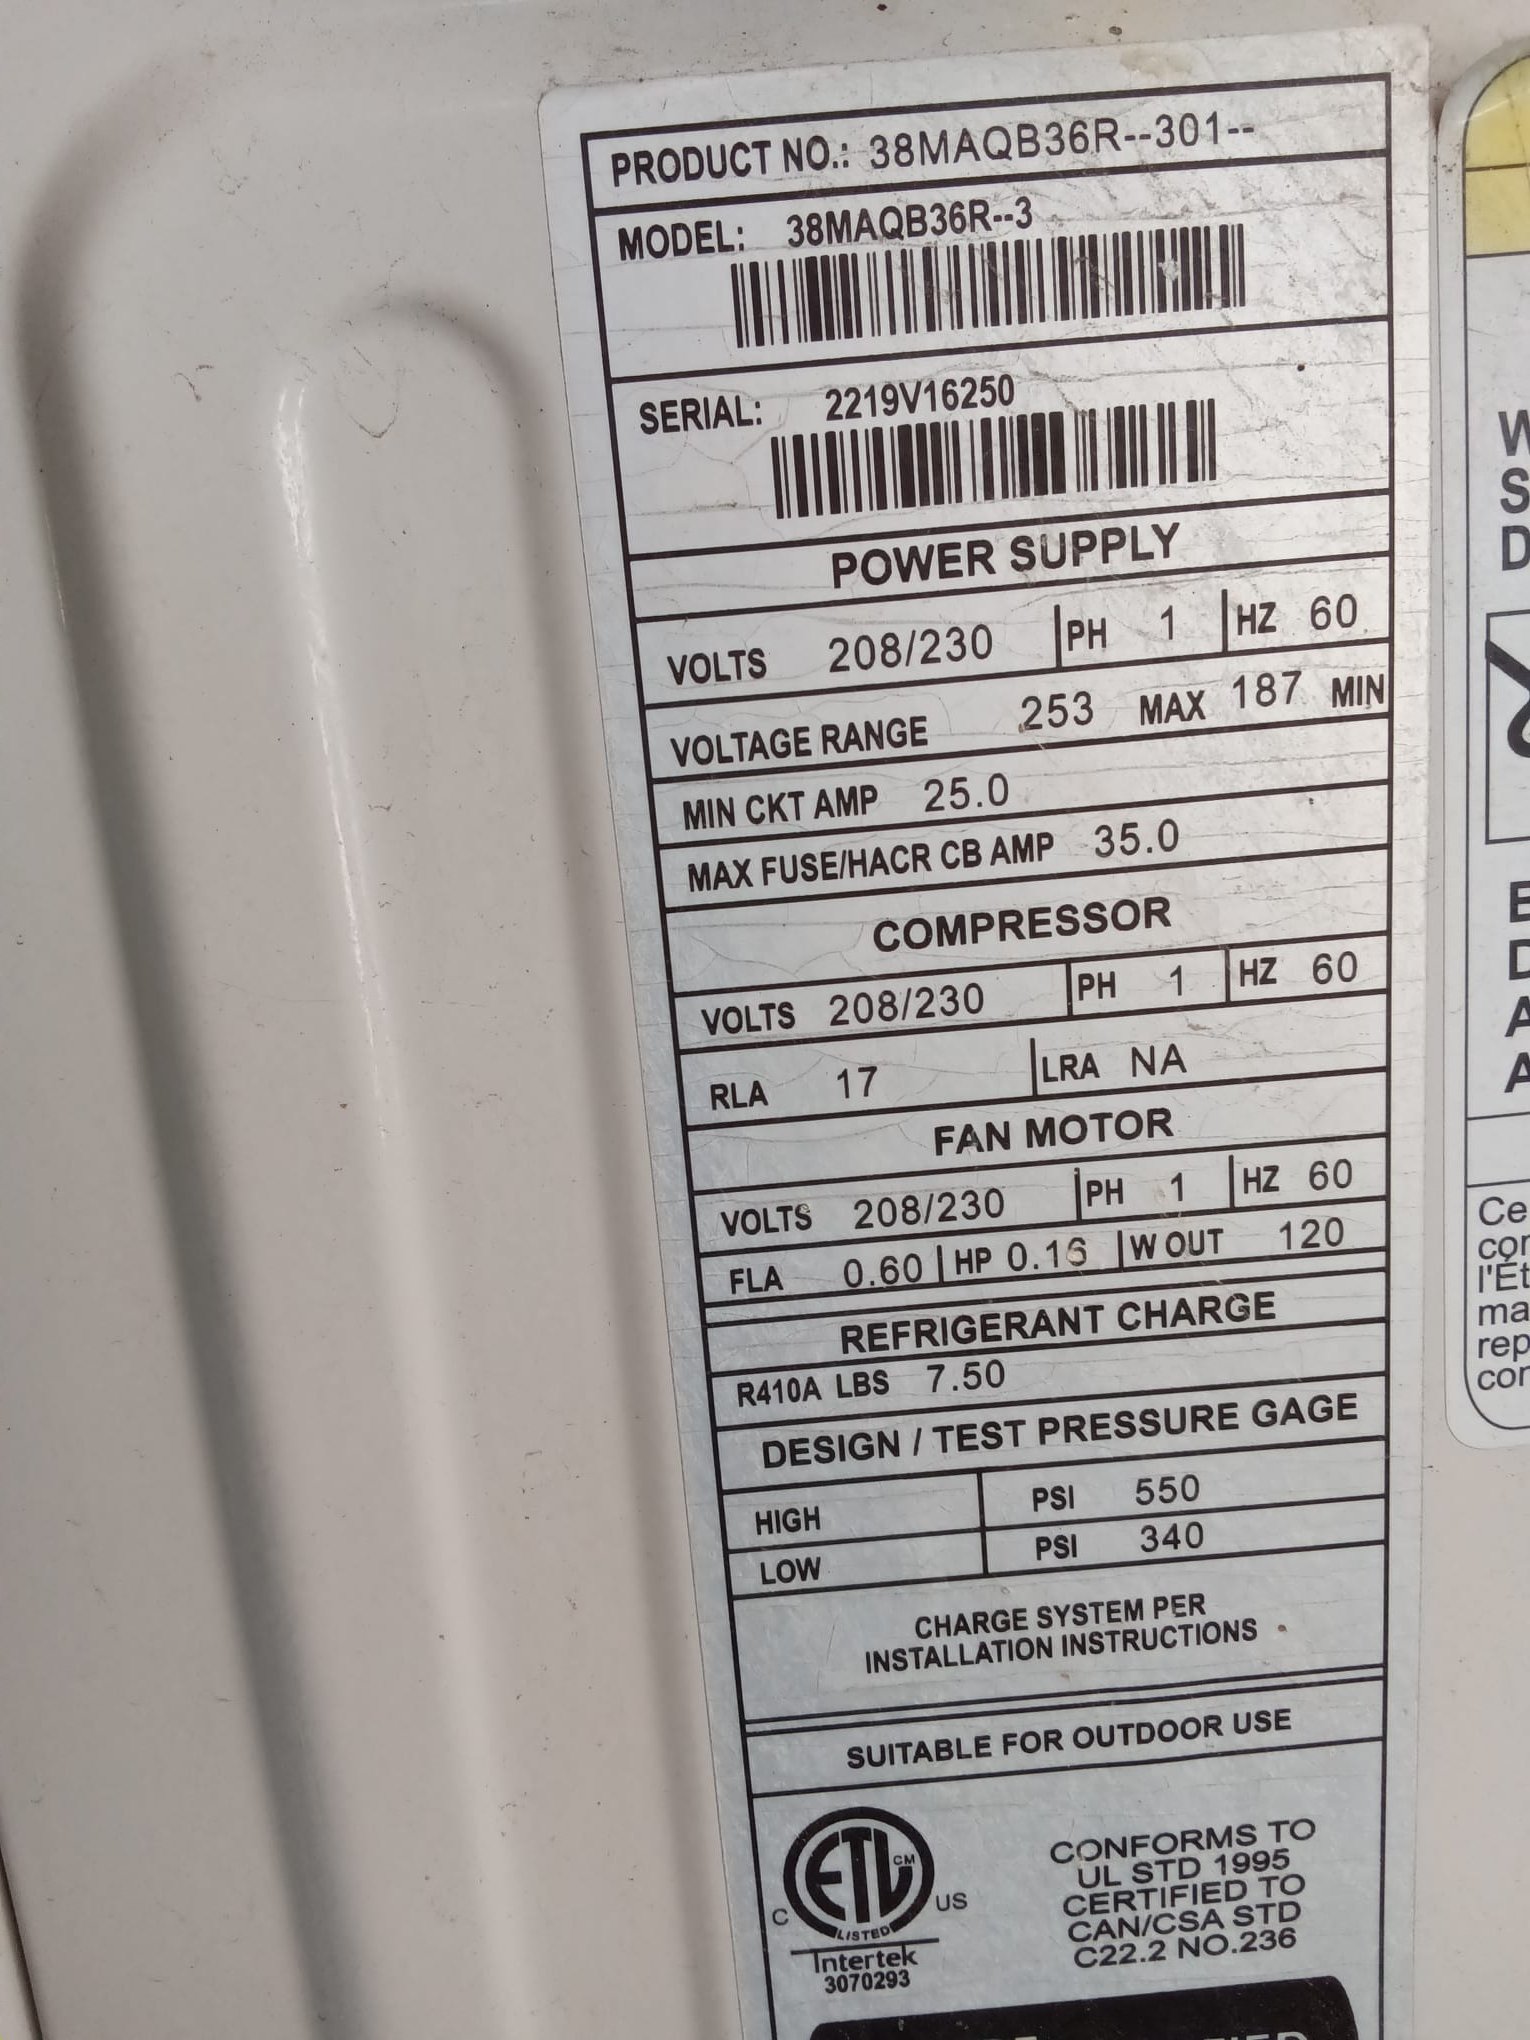 PRODUCT NO.: 38MAQB36R--301--
MODEL: 38MAQB36R--3
SERIAL: 2219V16250
POWER SUPPLY
VOLTS 208/230 PH 1 HZ 60
VOLTAGE RANGE 253 MAX 187 MIN
MIN CKT AMP 25.0
MAX FUSE/HACR CB AMP 35.0
COMPRESSOR
VOLTS 208/230 PH 1 HZ 60
RLA 17 LRA NA
FAN MOTOR
VOLTS 208/230 PH 1 HZ 60
FLA 0.60 HP 0.16 W OUT 120
REFRIGERANT CHARGE
R410A LBS 7.50
DESIGN / TEST PRESSURE GAGE
HIGH PSI 550
LOW PSI 340
CHARGE SYSTEM PER
INSTALLATION INSTRUCTIONS
SUITABLE FOR OUTDOOR USE
ETL CM
C US
LISTED
Intertek
3070293
CONFORMS TO
UL STD 1995
CERTIFIED TO
CAN/CSA STD
C22.2 NO.236